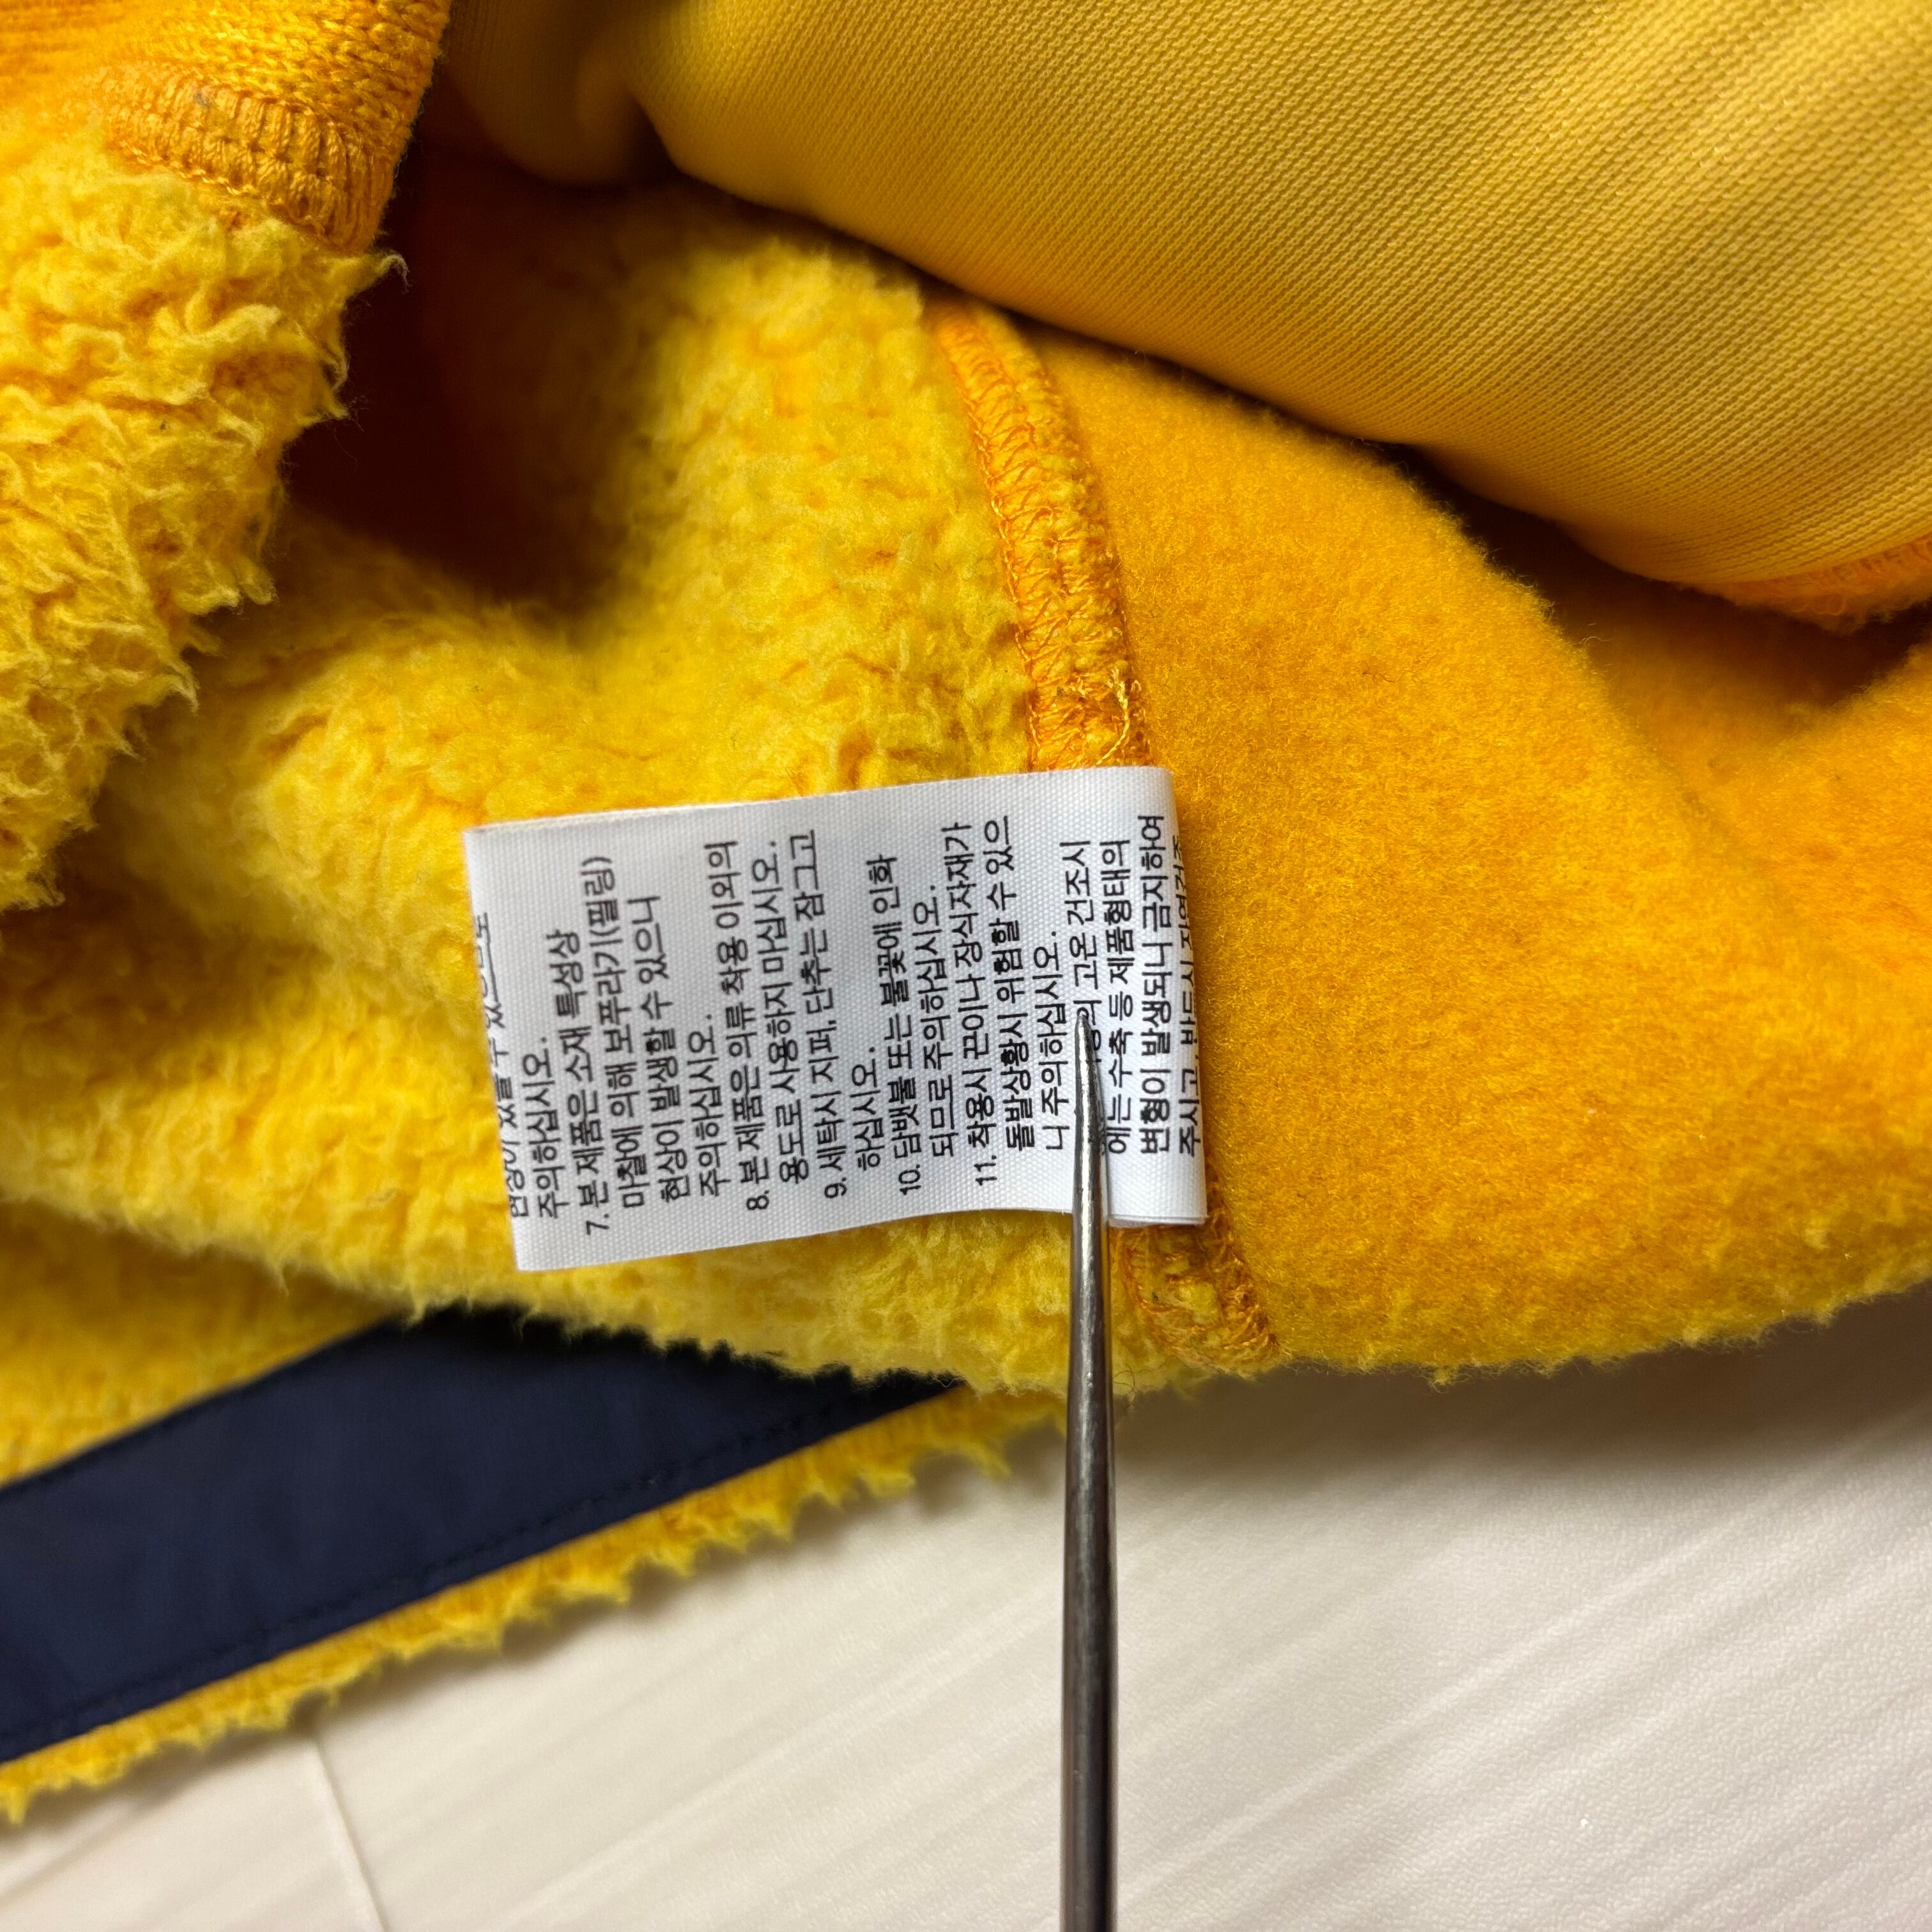 주의하십시오.
7. 본 제품은 소재 특성상
마찰에 의해 보푸라기(필링)
현상이 발생할 수 있으니
주의하십시오.
8. 본 제품은 의류 착용 이외의
용도로 사용하지 마십시오.
9. 세탁시 지퍼, 단추는 잠그고
하십시오.
10. 담뱃불 또는 불꽃에 인화
되므로 주의하십시오.
11. 착용시 끈이나 장식자재가
돌발상황시 위험할 수 있으
니 주의하십시오.
고온 건조시
에는 수축 등 제품형태의
변형이 발생되니 금지하여
주시고, 반드시